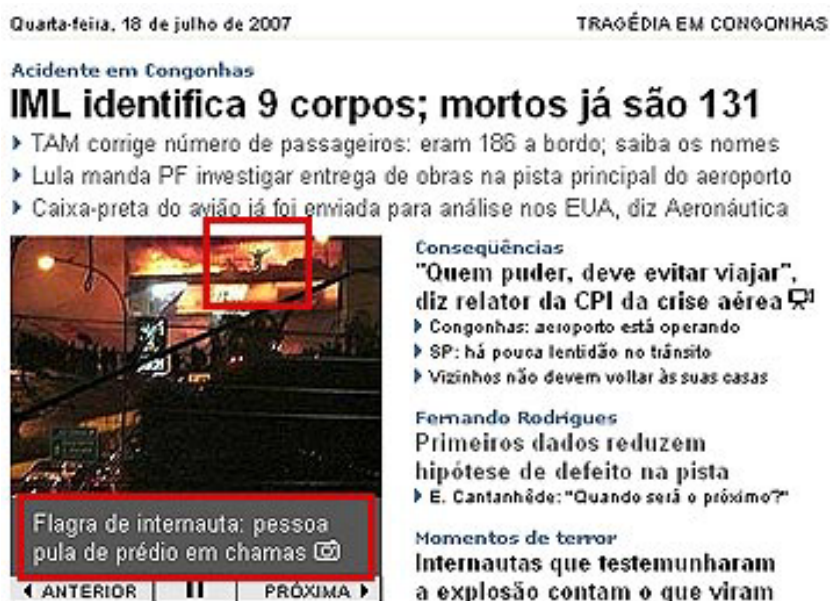 Quarta-feira, 18 de julho de 2007
TRAGÉDIA EM CONGONHAS
Acidente em Congonhas
IML identifica 9 corpos; mortos já são 131
TAM corrige número de passageiros: eram 186 a bordo; saiba os nomes
Lula manda PF investigar entrega de obras na pista principal do aeroporto
Caixa-preta do avião já foi enviada para análise nos EUA, diz Aeronáutica
Flagra de internauta: pessoa
pula de prédio em chamas
ANTERIOR
PRÓXIMA
Conseqüências
"Quem puder, deve evitar viajar",
diz relator da CPI da crise aérea
Congonhas: aeroporto está operando
SP: há pouca lentidão no trânsito
Vizinhos não devem voltar às suas casas
Fernando Rodrigues
Primeiros dados reduzem
hipótese de defeito na pista
E. Cantanhêde: "Quando será o próximo?"
Momentos de terror
Internautas que testemunharam
a explosão contam o que viram